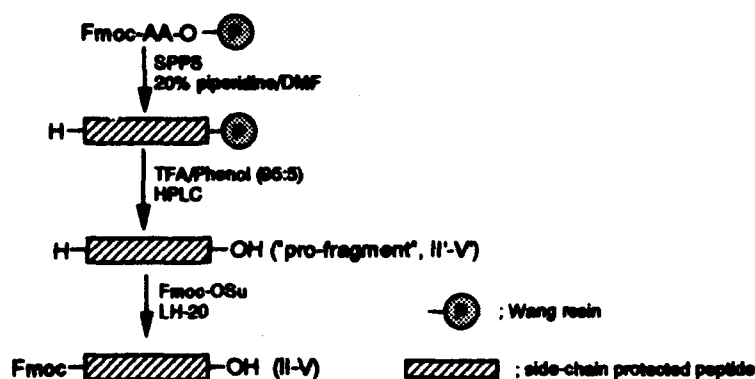 Fmoc-AA-O
SPPS
20% piperidine/DMF
H
TFA/Phenol (95:5)
HPLC
H OH ("pro-fragment", II'-V')
Fmoc-OSu
LH-20
; Wang resin
Fmoc OH (II-V)
; side-chain protected peptide